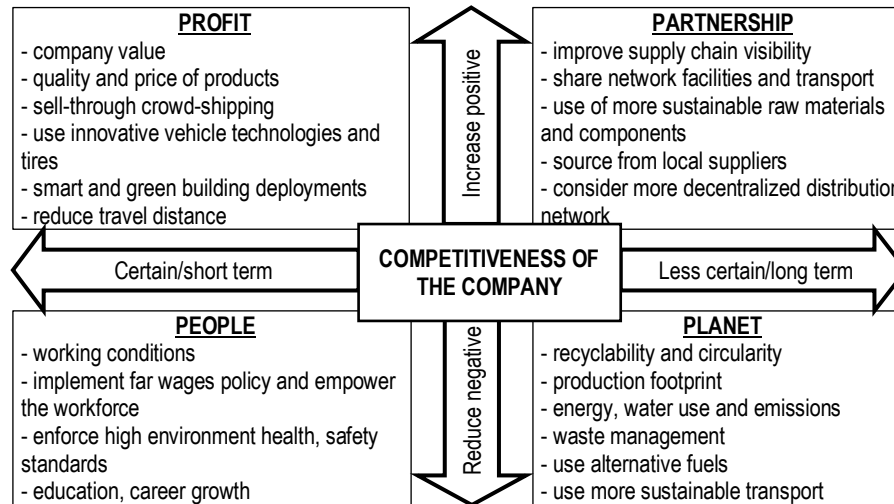 PROFIT
- company value
- quality and price of products
- sell-through crowd-shipping
- use innovative vehicle technologies and
tires
- smart and green building deployments
- reduce travel distance
Increase positive
PARTNERSHIP
- improve supply chain visibility
- share network facilities and transport
- use of more sustainable raw materials
and components
- source from local suppliers
- consider more decentralized distribution
network
Certain/short term
COMPETITIVENESS OF
THE COMPANY
Less certain/long term
PEOPLE
- working conditions
- implement far wages policy and empower
the workforce
- enforce high environment health, safety
standards
- education, career growth
Reduce negative
PLANET
- recyclability and circularity
- production footprint
- energy, water use and emissions
- waste management
- use alternative fuels
- use more sustainable transport